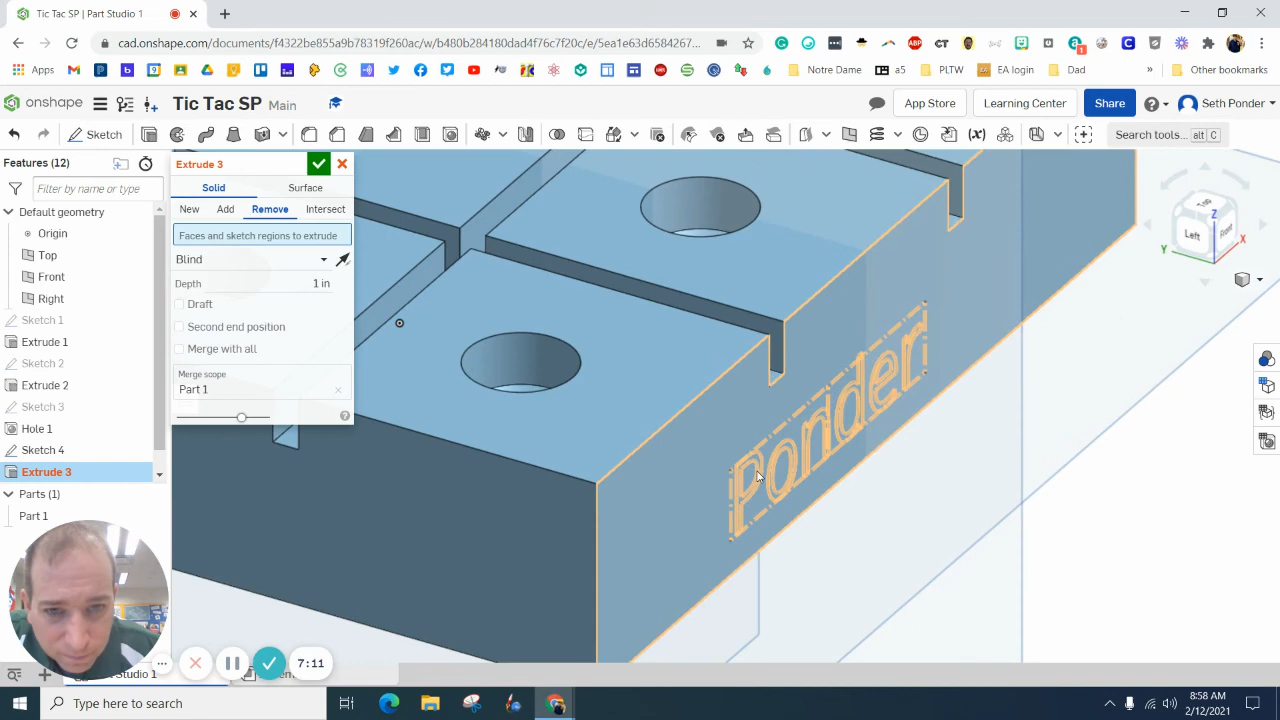 Tic Tac SP | Part Studio 1
cad.onshape.com/documents/f4322be855a9b78319f260ac/w/b480b284180dad4f76c7f20c/e/5ea1e63d6584267...
Apps
Notre Dame
a5
PLTW
EA login
Dad
Other bookmarks
onshape
Tic Tac SP Main
App Store
Learning Center
Share
Seth Ponder
Sketch
Search tools...
alt C
Features (12)
Filter by name or type
Default geometry
Origin
Top
Front
Right
Sketch 1
Extrude 1
Sketch 2
Extrude 2
Sketch 3
Hole 1
Sketch 4
Extrude 3
Parts (1)
Part 1
Extrude 3
Solid
Surface
New
Add
Remove
Intersect
Faces and sketch regions to extrude
Blind
Depth
1 in
Draft
Second end position
Merge with all
Merge scope
Part 1
Ponder
Top
Left
Right
Z
Y
X
7:11
Type here to search
8:58 AM
2/12/2021